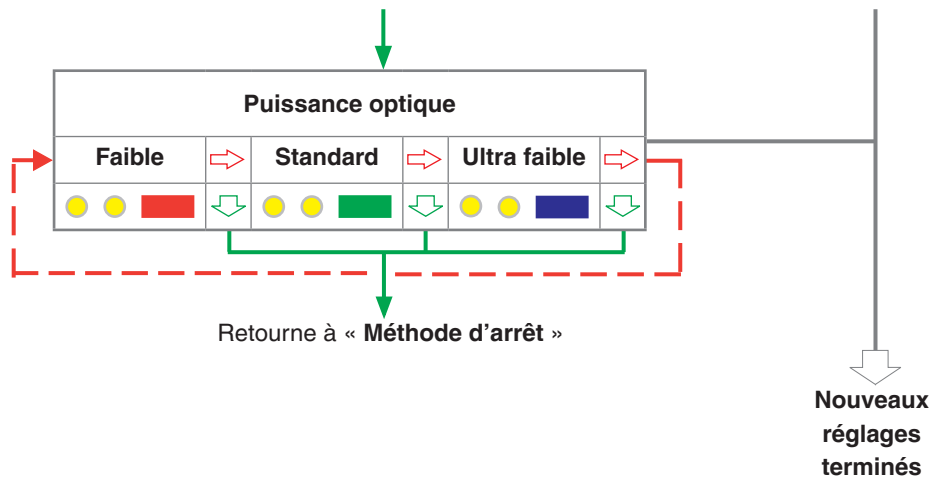 Puissance optique
Faible
Standard
Ultra faible
Retourne à « Méthode d'arrêt »
Nouveaux
réglages
terminés